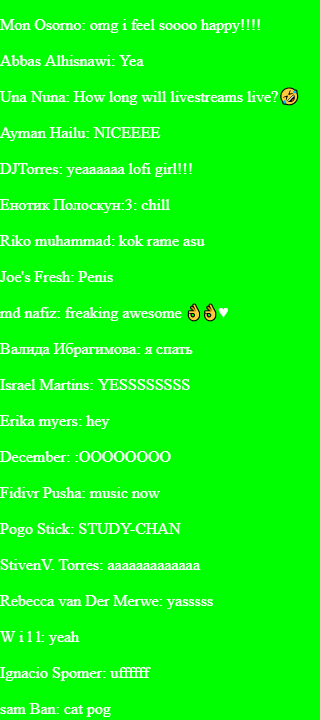 Mon Osorno: omg i feel soooo happy!!!!
Abbas Alhisnawi: Yea
Una Nuna: How long will livestreams live?🤣
Ayman Hailu: NICEEEE
DJTorres: yeaaaaaa lofi girl!!!
Енотик Полоскун:3: chill
Riko muhammad: kok rame asu
Joe's Fresh: Penis
md nafiz: freaking awesome 👌👌♥
Валида Ибрагимова: я спать
Israel Martins: YESSSSSSSS
Erika myers: hey
December: :OOOOOOOO
Fidivr Pusha: music now
Pogo Stick: STUDY-CHAN
StivenV. Torres: aaaaaaaaaaaaa
Rebecca van Der Merwe: yasssss
W i l l: yeah
Ignacio Spomer: uffffff
sam Ban: cat pog